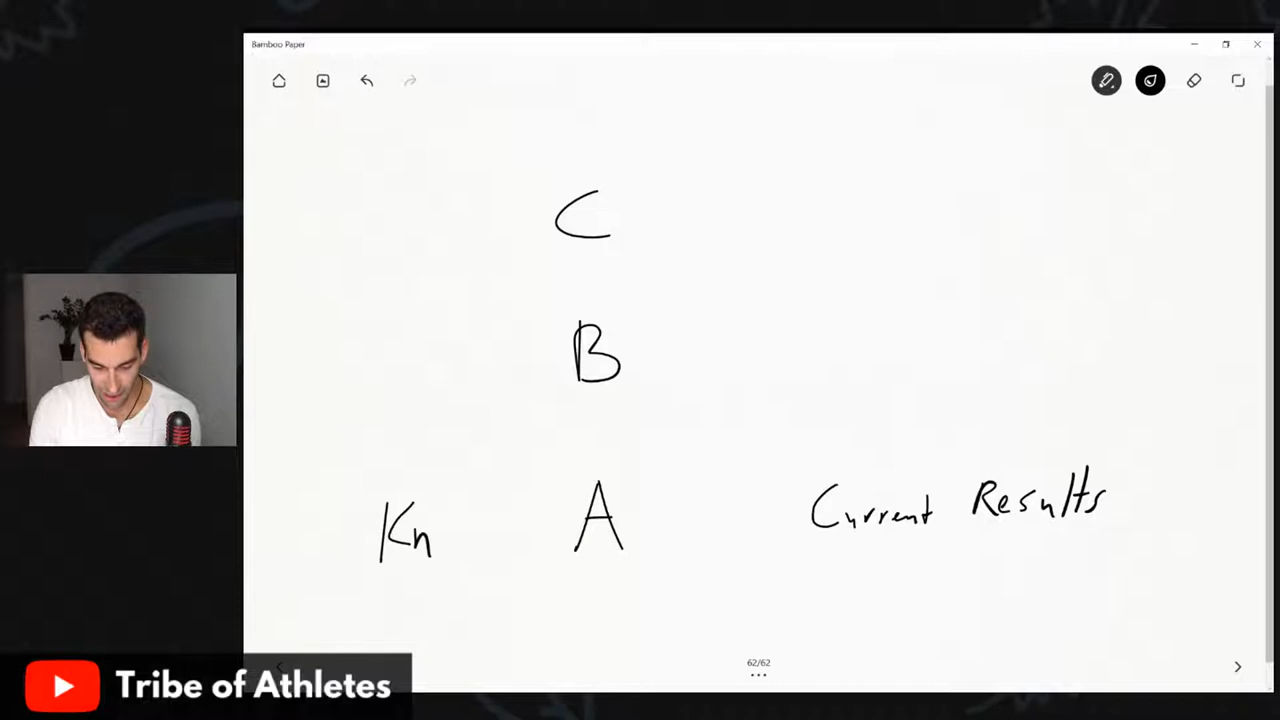 Bamboo Paper
C
B
Kn A Current Results
62/62
Tribe of Athletes